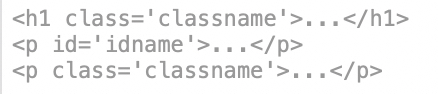 <h1 class='classname'>...</h1>
<p id='idname'>...</p>
<p class='classname'>...</p>